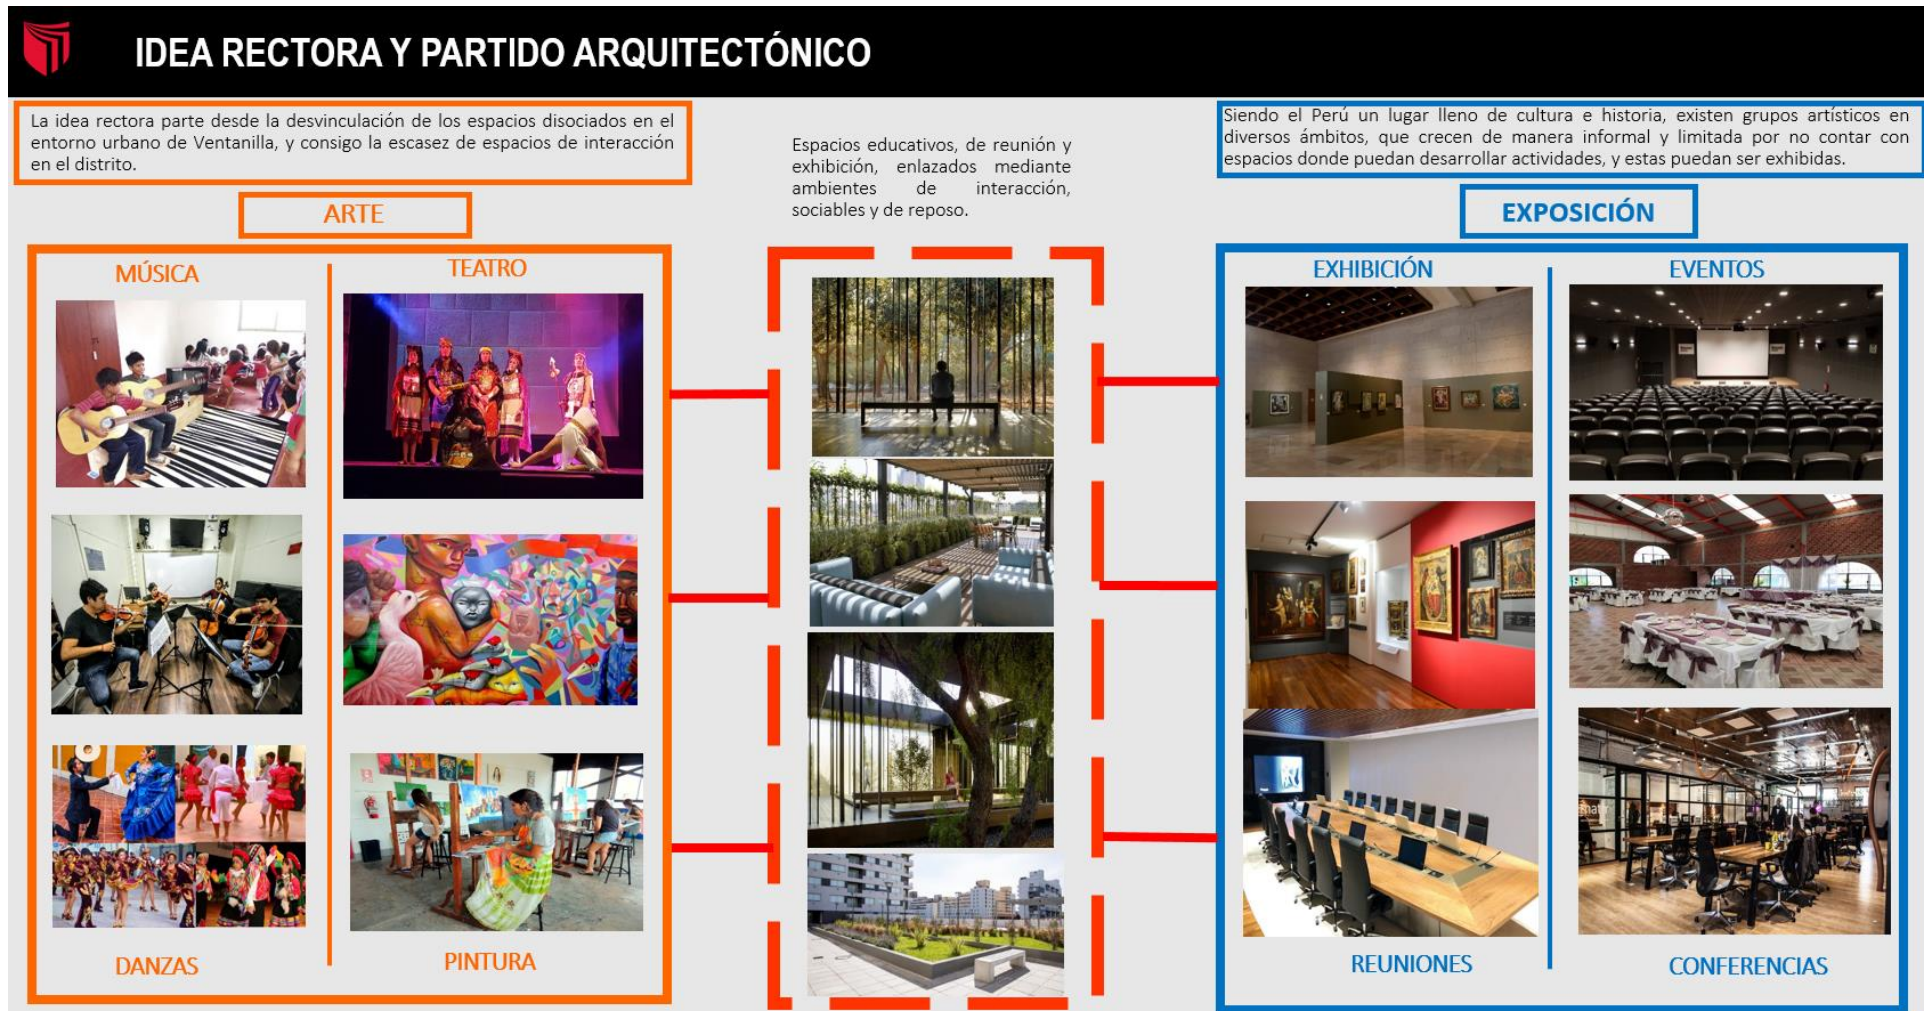 IDEA RECTORA Y PARTIDO ARQUITECTÓNICO
La idea rectora parte desde la desvinculación de los espacios disociados en el
entorno urbano de Ventanilla, y consigo la escasez de espacios de interacción
en el distrito.
Espacios educativos, de reunión y
exhibición, enlazados mediante
ambientes de interacción,
sociables y de reposo.
Siendo el Perú un lugar lleno de cultura e historia, existen grupos artísticos en
diversos ámbitos, que crecen de manera informal y limitada por no contar con
espacios donde puedan desarrollar actividades, y estas puedan ser exhibidas.
ARTE
MÚSICA
TEATRO
DANZAS
PINTURA
EXPOSICIÓN
EXHIBICIÓN
EVENTOS
REUNIONES
CONFERENCIAS